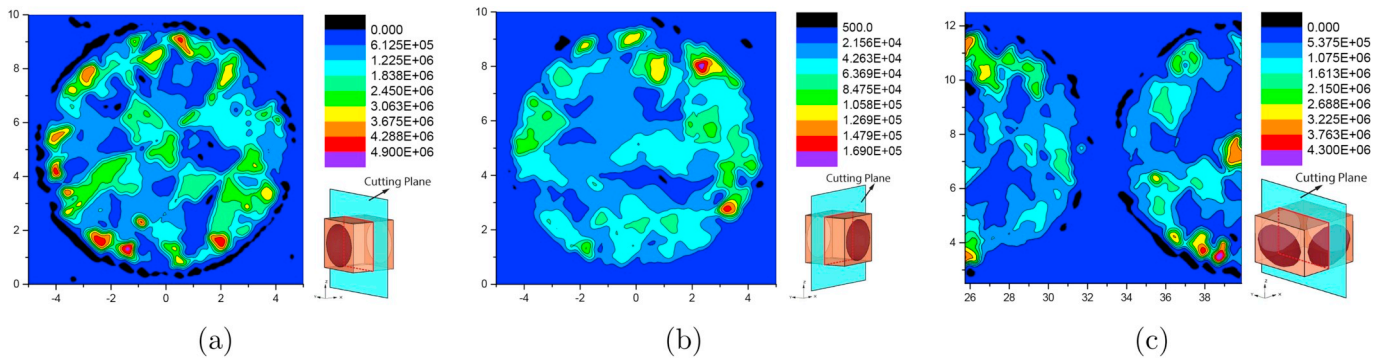 10
8
6
4
2
0
-4
-2
0
2
4
0.000
6.125E+05
1.225E+06
1.838E+06
2.450E+06
3.063E+06
3.675E+06
4.288E+06
4.900E+06
Cutting Plane
Z
Y
X
(a)
10
8
6
4
2
0
-4
-2
0
2
4
500.0
2.156E+04
4.263E+04
6.369E+04
8.475E+04
1.058E+05
1.269E+05
1.479E+05
1.690E+05
Cutting Plane
Z
Y
X
(b)
12
10
8
6
4
26
28
30
32
34
36
38
0.000
5.375E+05
1.075E+06
1.613E+06
2.150E+06
2.688E+06
3.225E+06
3.763E+06
4.300E+06
Cutting Plane
Z
Y
X
(c)